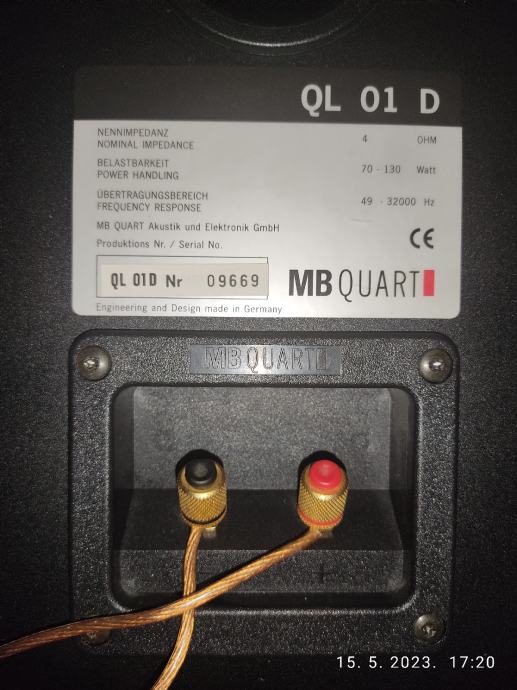 QL 01 D
NENNIMPEDANZ
NOMINAL IMPEDANCE 4 OHM
BELASTBARKEIT
POWER HANDLING 70 - 130 Watt
ÜBERTRAGUNGSBEREICH
FREQUENCY RESPONSE 49 - 32000 Hz
MB QUART Akustik und Elektronik GmbH
Produktions Nr. / Serial No. CE
QL 01D Nr 09669 MB QUART
Engineering and Design made in Germany
MB QUART
+
15. 5. 2023. 17:20